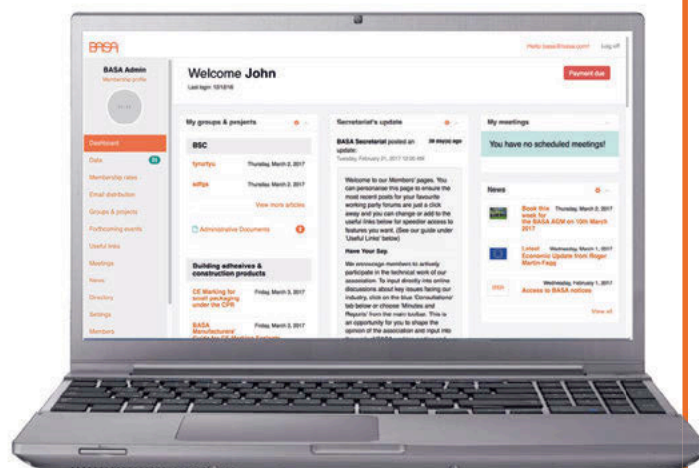 BASA
Hello basa@basa.com!
Log off
BASA Admin
Membership profile
Welcome John
Last login: 10/18/16
Payment due
Dashboard
Data
Membership rates
Email distribution
Groups & projects
Forthcoming events
Useful links
Meetings
News
Directory
Settings
Members
My groups & projects
BSC
Thursday, March 2, 2017
Thursday, March 2, 2017
View more articles
Administrative Documents
Building adhesives &
construction products
CE Marking for
small packaging
under the CPR
Friday, March 3, 2017
BASA
Manufacturers'
Guide for CE Marking
Friday, March 3, 2017
Secretariat's update
BASA Secretariat posted an
update:
Tuesday, February 21, 2017
Welcome to our Members' pages. You
can personalise this page to ensure the
most recent posts for your favourite
working party forums are just a click
away and you can change or add to the
useful links below for speedier access to
features you want. (See our guide under
'Useful Links' below)
Have Your Say
We encourage members to actively
participate in the technical work of our
association. To input directly into online
discussions about key issues facing our
industry, click on the blue 'Consultations'
tab below or choose 'Minutes and
Reports' from the main toolbar. This is
an opportunity for you to shape the
opinion of the association and input into
My meetings
You have no scheduled meetings!
News
Book this
week for
the BASA AGM on 15th March
2017
Thursday, March 2, 2017
Latest
Economic Update from Roger
Martin-Fagg
Wednesday, March 1, 2017
Wednesday, February 1, 2017
Access to BASA notices
View all